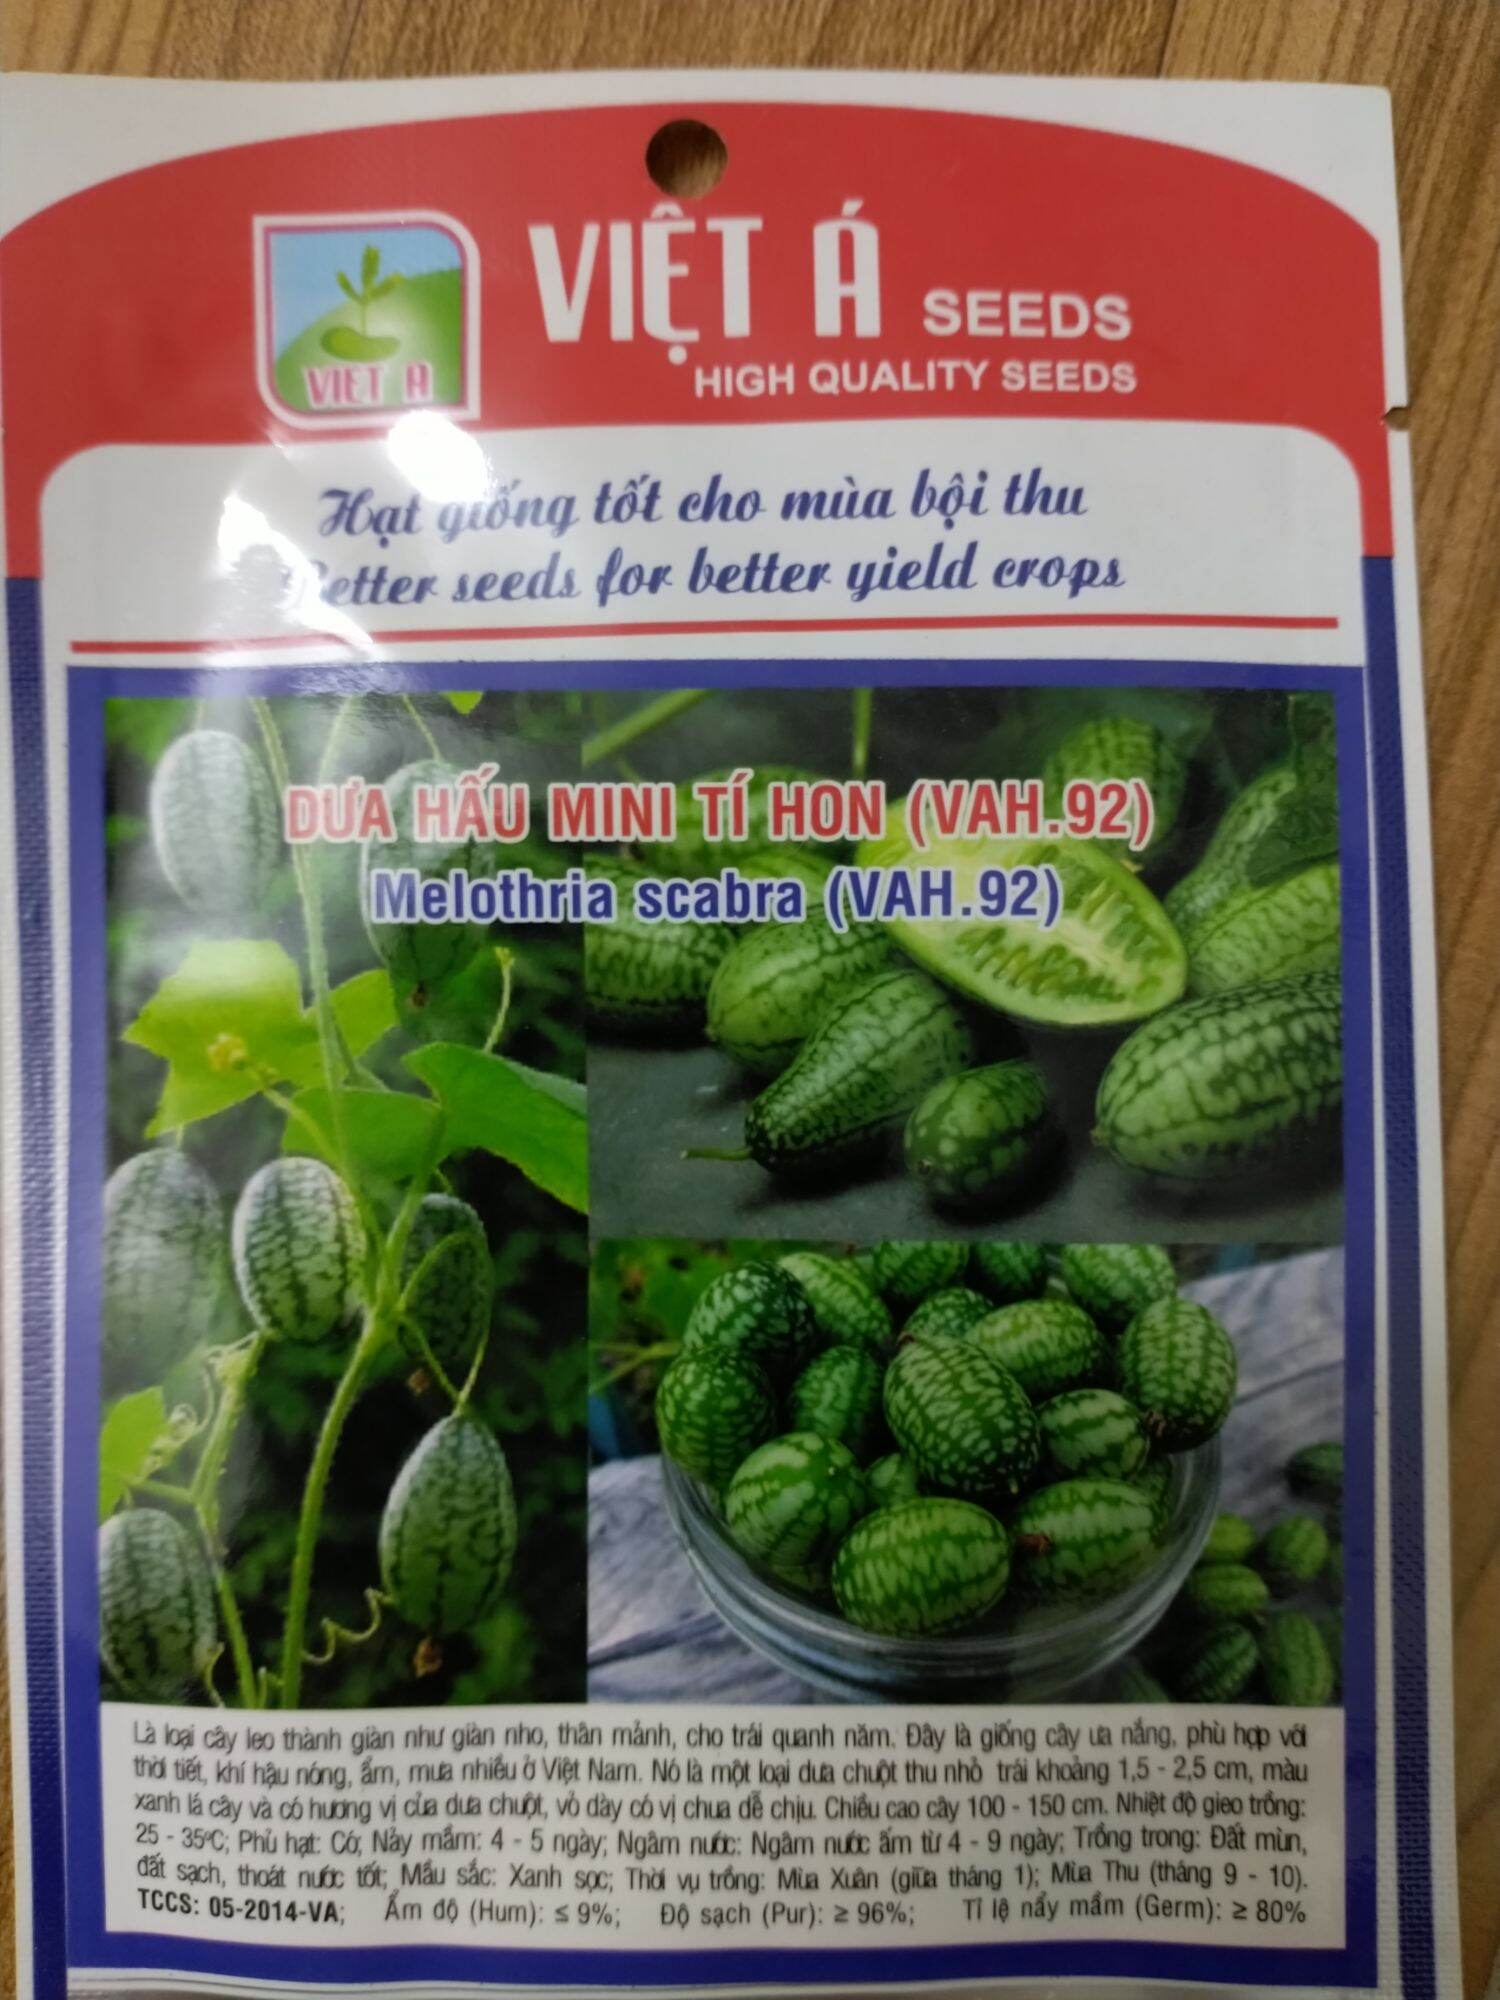 VIỆT Á SEEDS
HIGH QUALITY SEEDS
VIET A
Hạt giống tốt cho mùa bội thu
Better seeds for better yield crops
DƯA HẤU MINI TÍ HON (VAH.92)
Melothria scabra (VAH.92)
Là loại cây leo thành giàn như giàn nho, thân mảnh, cho trái quanh năm. Đây là giống cây ưa nắng, phù hợp với
thời tiết, khí hậu nóng, ẩm, mưa nhiều ở Việt Nam. Nó là một loại dưa chuột thu nhỏ trái khoảng 1,5 - 2,5 cm, màu
xanh lá cây và có hương vị của dưa chuột, vỏ dày có vị chua dễ chịu. Chiều cao cây 100 - 150 cm. Nhiệt độ gieo trồng:
25 - 35ºC; Phủ hạt: Có; Nảy mầm: 4 - 5 ngày; Ngâm nước: Ngâm nước ấm từ 4 - 9 ngày; Trồng trong: Đất mùn,
đất sạch, thoát nước tốt; Mầu sắc: Xanh sọc; Thời vụ trồng: Mùa Xuân (giữa tháng 1); Mùa Thu (tháng 9 - 10).
TCCS: 05-2014-VA; Ẩm độ (Hum): ≤ 9%; Độ sạch (Pur): ≥ 96%; Tỉ lệ nẩy mầm (Germ): ≥ 80%